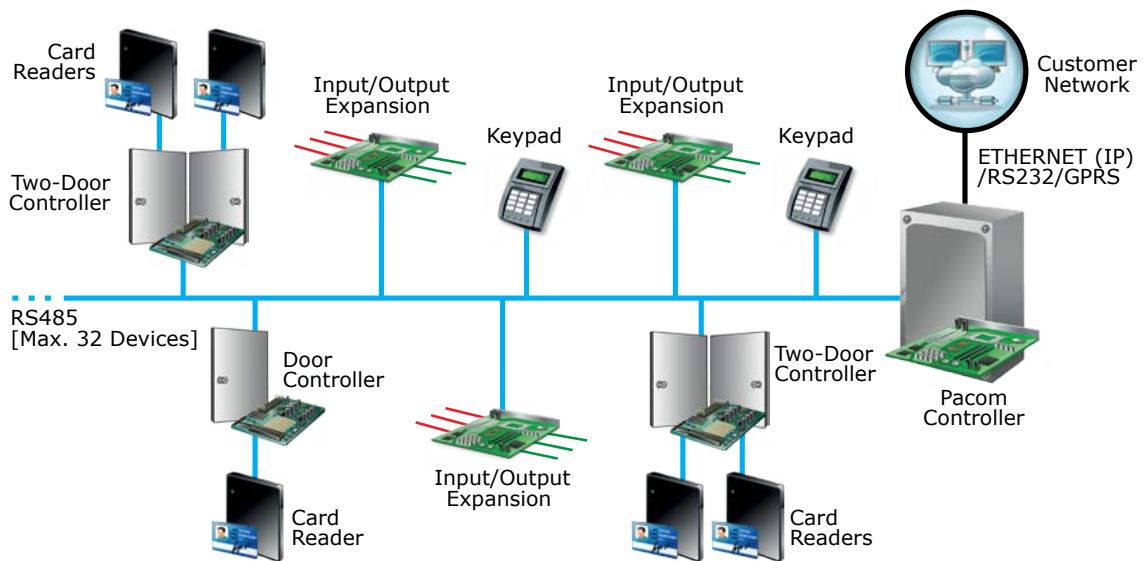 Card
Readers
Input/Output
Expansion
Input/Output
Expansion
Customer
Network
Keypad
Keypad
ETHERNET (IP)
/RS232/GPRS
Two-Door
Controller
RS485
[Max. 32 Devices]
Door
Controller
Two-Door
Controller
Pacom
Controller
Input/Output
Expansion
Card
Reader
Card
Readers